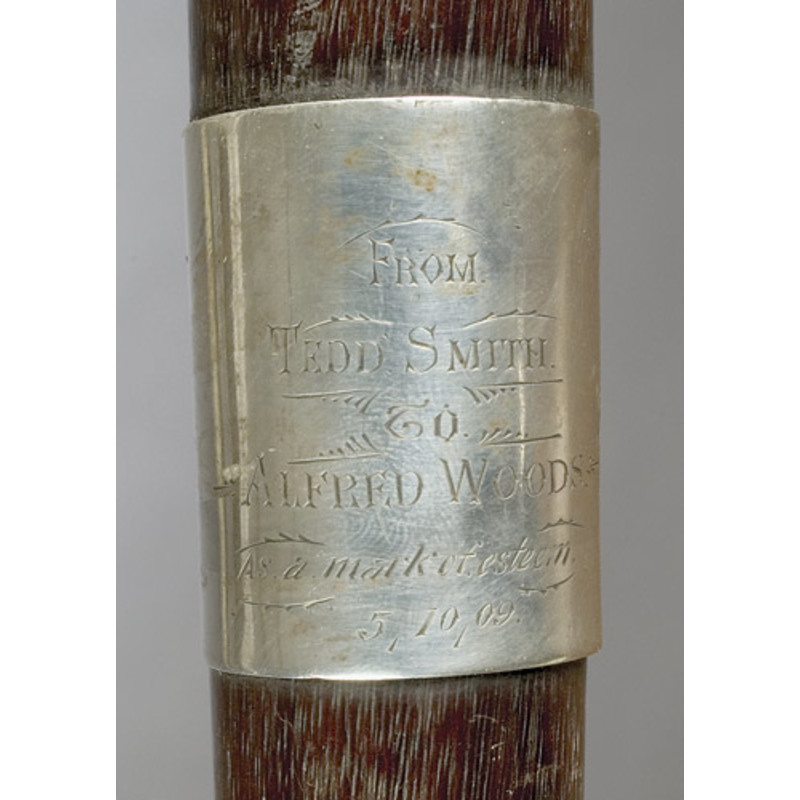 FROM.
TEDD SMITH.
TO.
ALFRED WOODS.
As. a. mark of. esteem.
5/10/09.